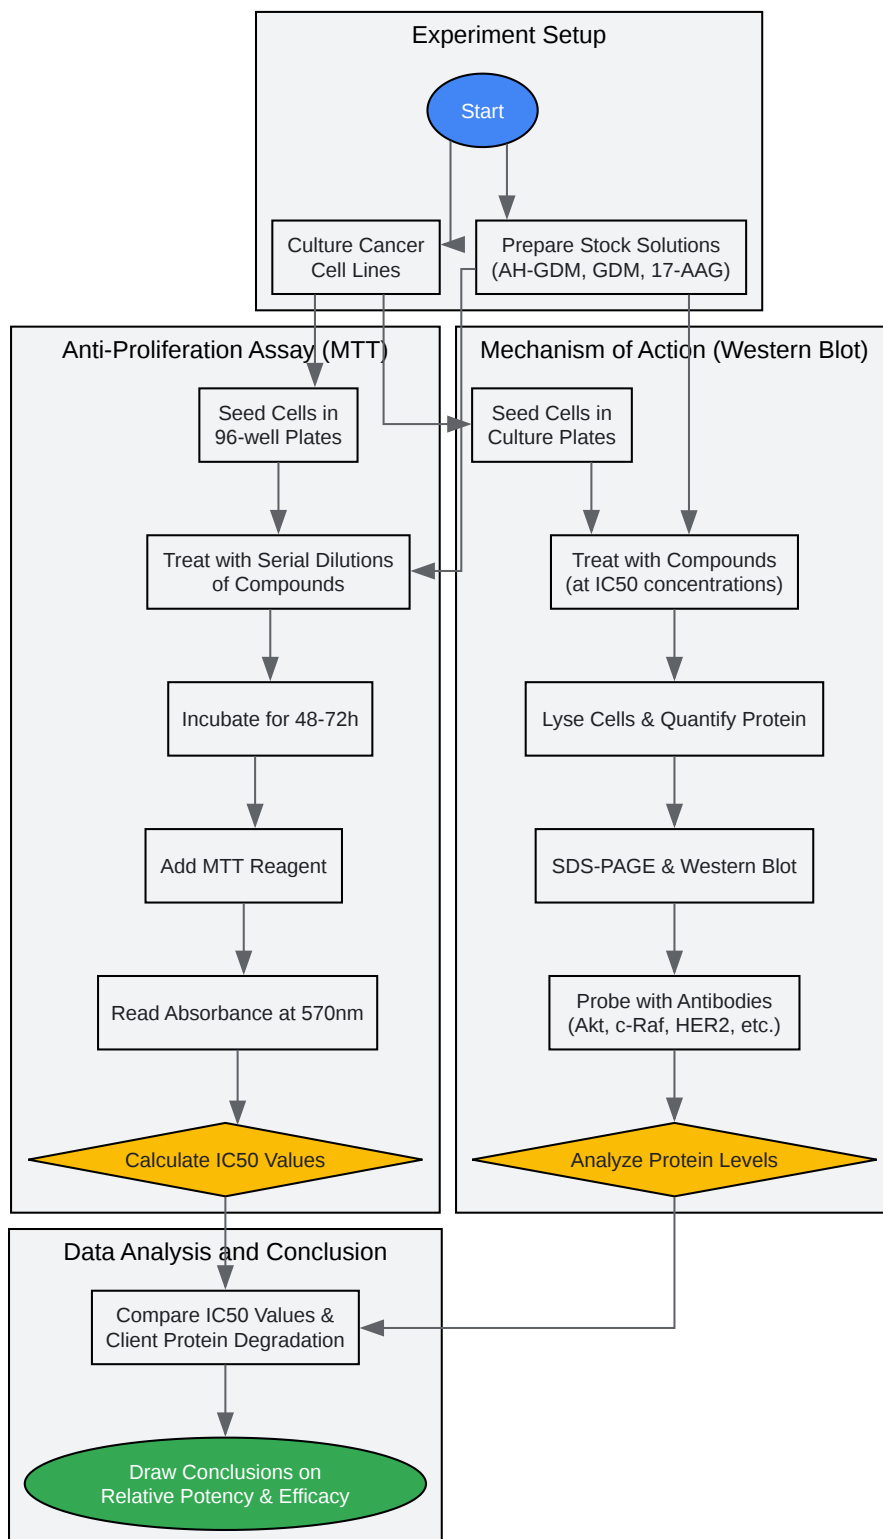 Experiment Setup
Start
Culture Cancer
Cell Lines
Prepare Stock Solutions
(AH-GDM, GDM, 17-AAG)
Anti-Proliferation Assay (MTT)
Seed Cells in
96-well Plates
Treat with Serial Dilutions
of Compounds
Incubate for 48-72h
Add MTT Reagent
Read Absorbance at 570nm
Calculate IC50 Values
Mechanism of Action (Western Blot)
Seed Cells in
Culture Plates
Treat with Compounds
(at IC50 concentrations)
Lyse Cells & Quantify Protein
SDS-PAGE & Western Blot
Probe with Antibodies
(Akt, c-Raf, HER2, etc.)
Analyze Protein Levels
Data Analysis and Conclusion
Compare IC50 Values &
Client Protein Degradation
Draw Conclusions on
Relative Potency & Efficacy